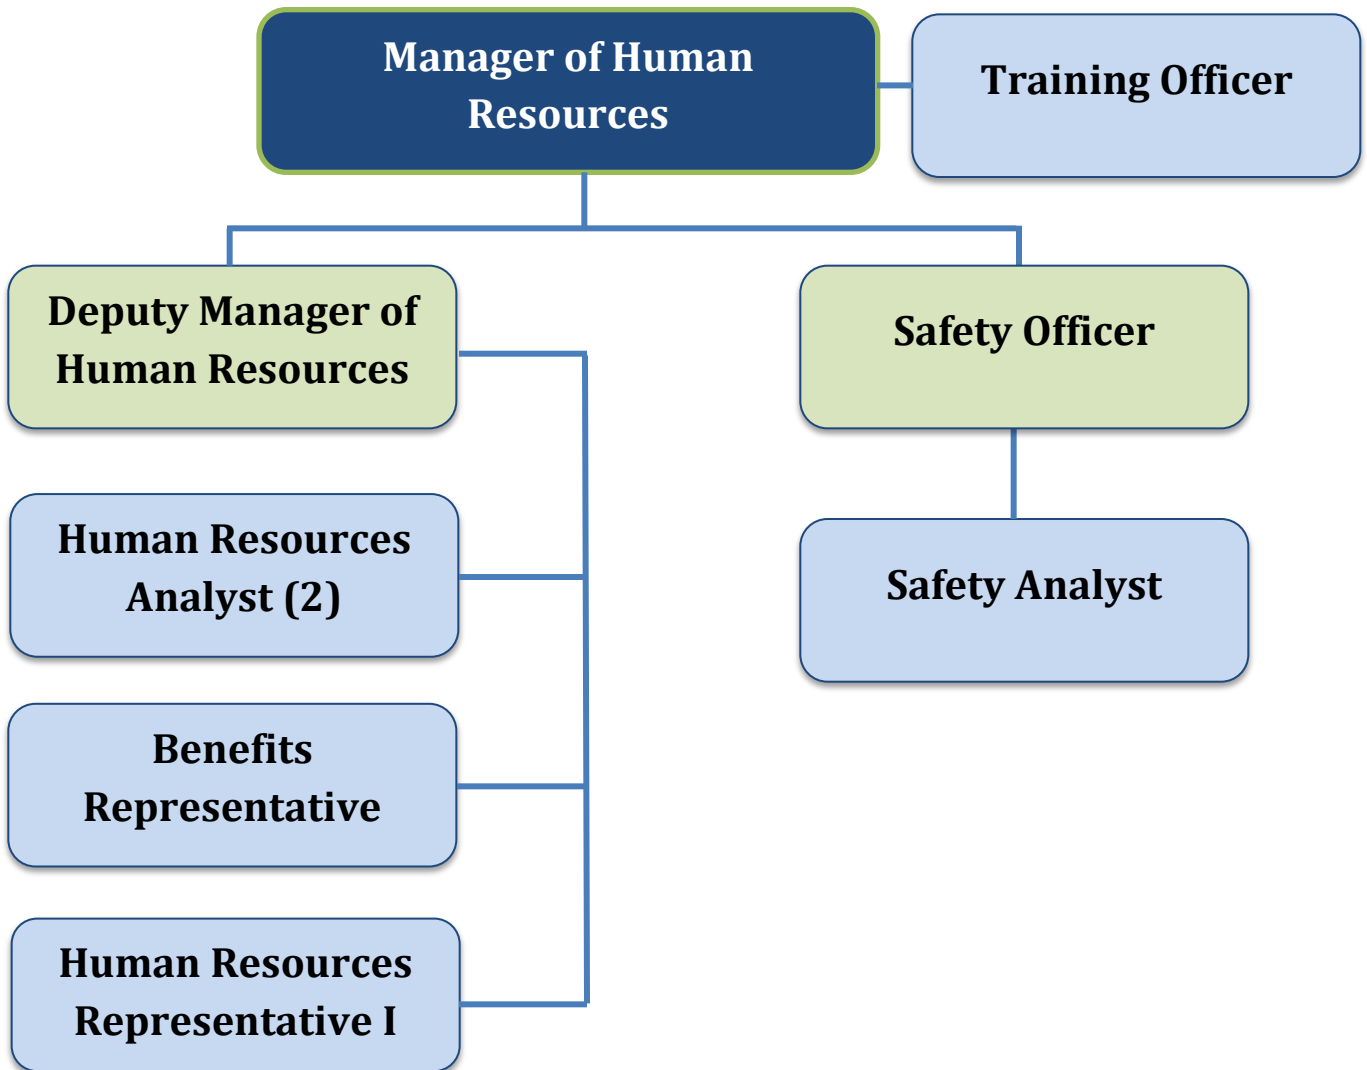 Manager of Human
Resources
Training Officer
Deputy Manager of
Human Resources
Safety Officer
Human Resources
Analyst (2)
Safety Analyst
Benefits
Representative
Human Resources
Representative I